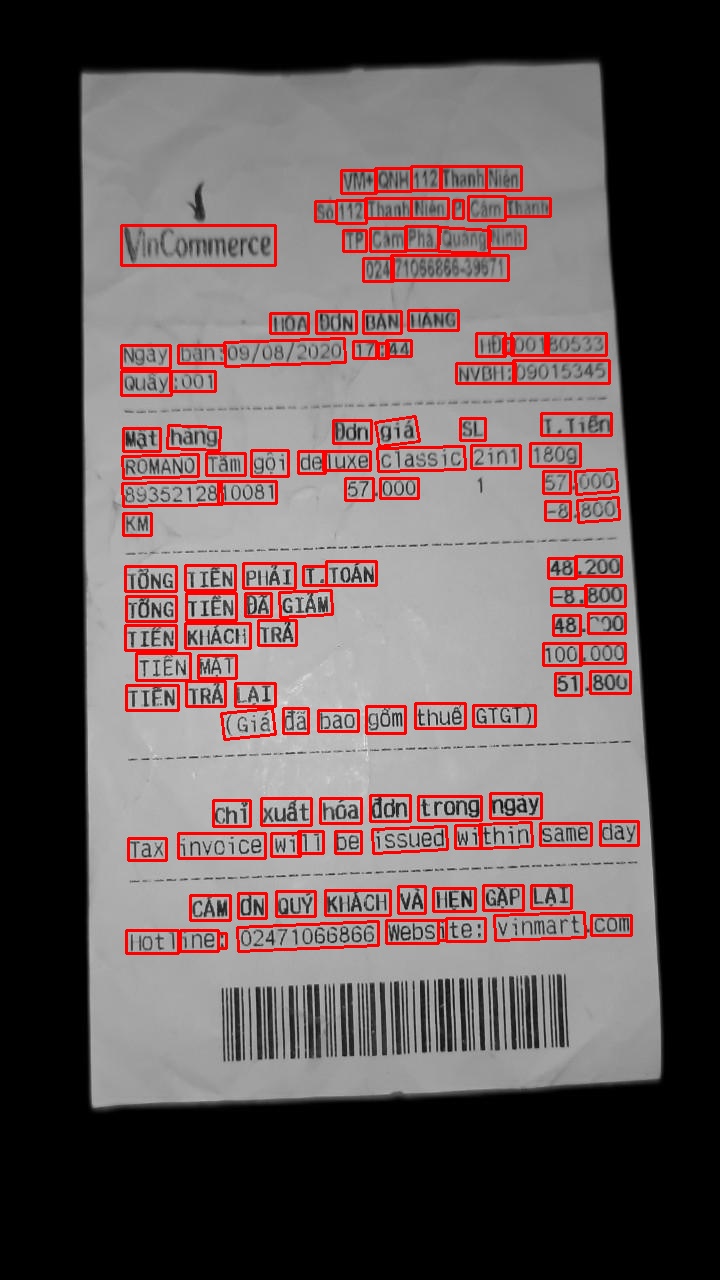 VinCommerce
VM+ QNH 112 Thanh Niên
Số 112 Thanh Niên P Cẩm Thành
TP Cẩm Phả, Quảng Ninh
024 71066866-39671
HÓA ĐƠN BÁN HÀNG
Ngày bán:09/08/2020 17:44 HĐ:00180533
Quầy:001 NVBH:09015345
Mặt hàng Đơn giá SL T.Tiền
ROMANO Tắm gội deluxe classic 2in1 180g
8935212810081 57.000 1 57.000
KM -8.800
TỔNG TIỀN PHẢI T.TOÁN 48.200
TỔNG TIỀN ĐÃ GIẢM -8.800
TIỀN KHÁCH TRẢ 48.200
TIỀN MẶT 100.000
TIỀN TRẢ LẠI 51.800
(Giá đã bao gồm thuế GTGT)
Chỉ xuất hóa đơn trong ngày
Tax invoice will be issued within same day
CẢM ƠN QUÝ KHÁCH VÀ HẸN GẶP LẠI
Hotline: 02471066866 Website: vinmart.com